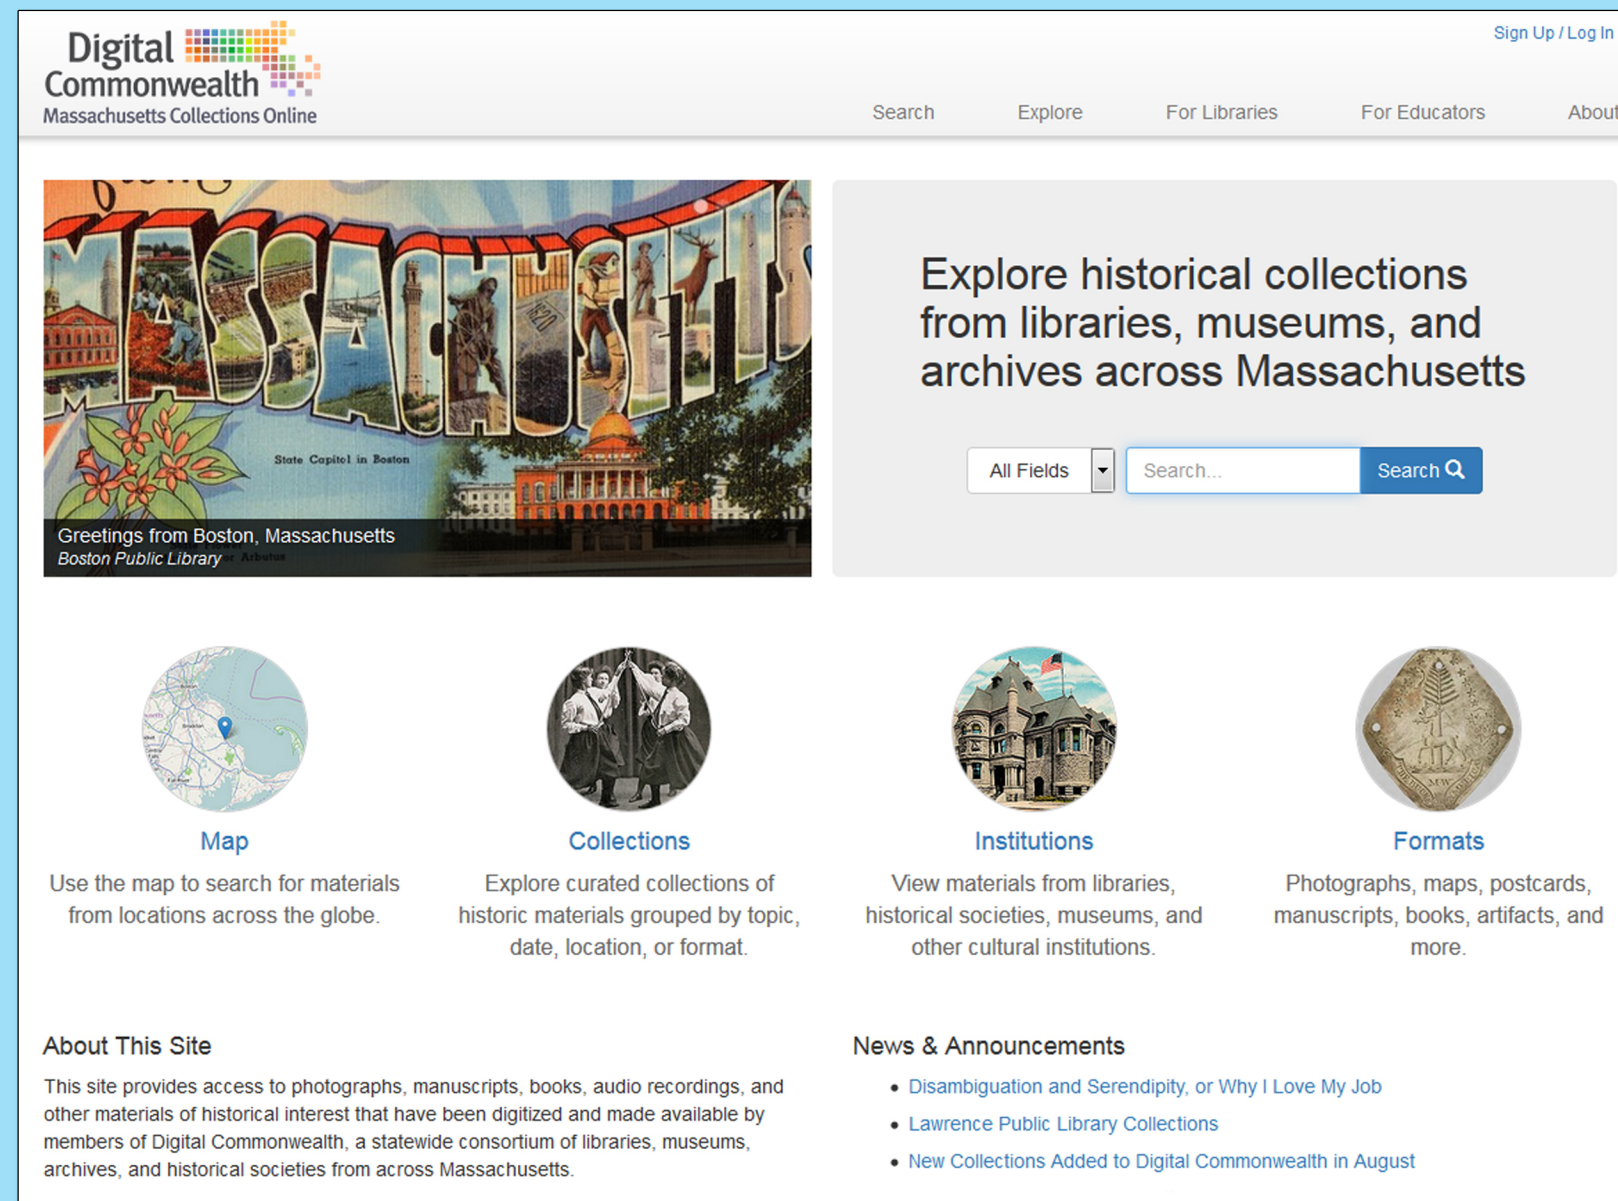 Digital
Commonwealth
Massachusetts Collections Online
Sign Up / Log In
Search
Explore
For Libraries
For Educators
About
MASSACHUSETTS
1620
State Capitol in Boston
Greetings from Boston, Massachusetts
Boston Public Library
Arbutus
Explore historical collections
from libraries, museums, and
archives across Massachusetts
All Fields
Search...
Search
Map
Use the map to search for materials
from locations across the globe.
Collections
Explore curated collections of
historic materials grouped by topic,
date, location, or format.
Institutions
View materials from libraries,
historical societies, museums, and
other cultural institutions.
Formats
Photographs, maps, postcards,
manuscripts, books, artifacts, and
more.
About This Site
This site provides access to photographs, manuscripts, books, audio recordings, and
other materials of historical interest that have been digitized and made available by
members of Digital Commonwealth, a statewide consortium of libraries, museums,
archives, and historical societies from across Massachusetts.
News & Announcements
Disambiguation and Serendipity, or Why I Love My Job
Lawrence Public Library Collections
New Collections Added to Digital Commonwealth in August